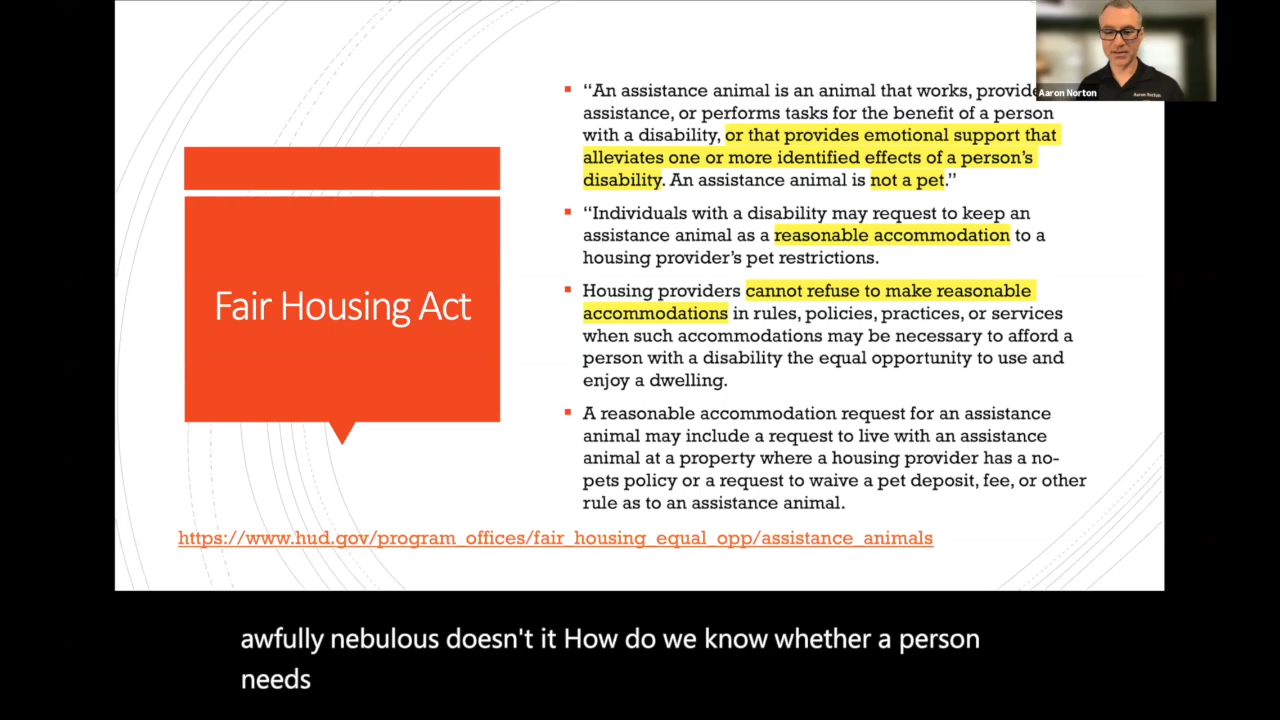 Fair Housing Act
"An assistance animal is an animal that works, provide
assistance, or performs tasks for the benefit of a person
with a disability, or that provides emotional support that
alleviates one or more identified effects of a person's
disability. An assistance animal is not a pet."
"Individuals with a disability may request to keep an
assistance animal as a reasonable accommodation to a
housing provider's pet restrictions.
Housing providers cannot refuse to make reasonable
accommodations in rules, policies, practices, or services
when such accommodations may be necessary to afford a
person with a disability the equal opportunity to use and
enjoy a dwelling.
A reasonable accommodation request for an assistance
animal may include a request to live with an assistance
animal at a property where a housing provider has a no-
pets policy or a request to waive a pet deposit, fee, or other
rule as to an assistance animal.
https://www.hud.gov/program_offices/fair_housing_equal_opp/assistance_animals
Aaron Norton
Aaron Norton
awfully nebulous doesn't it How do we know whether a person
needs